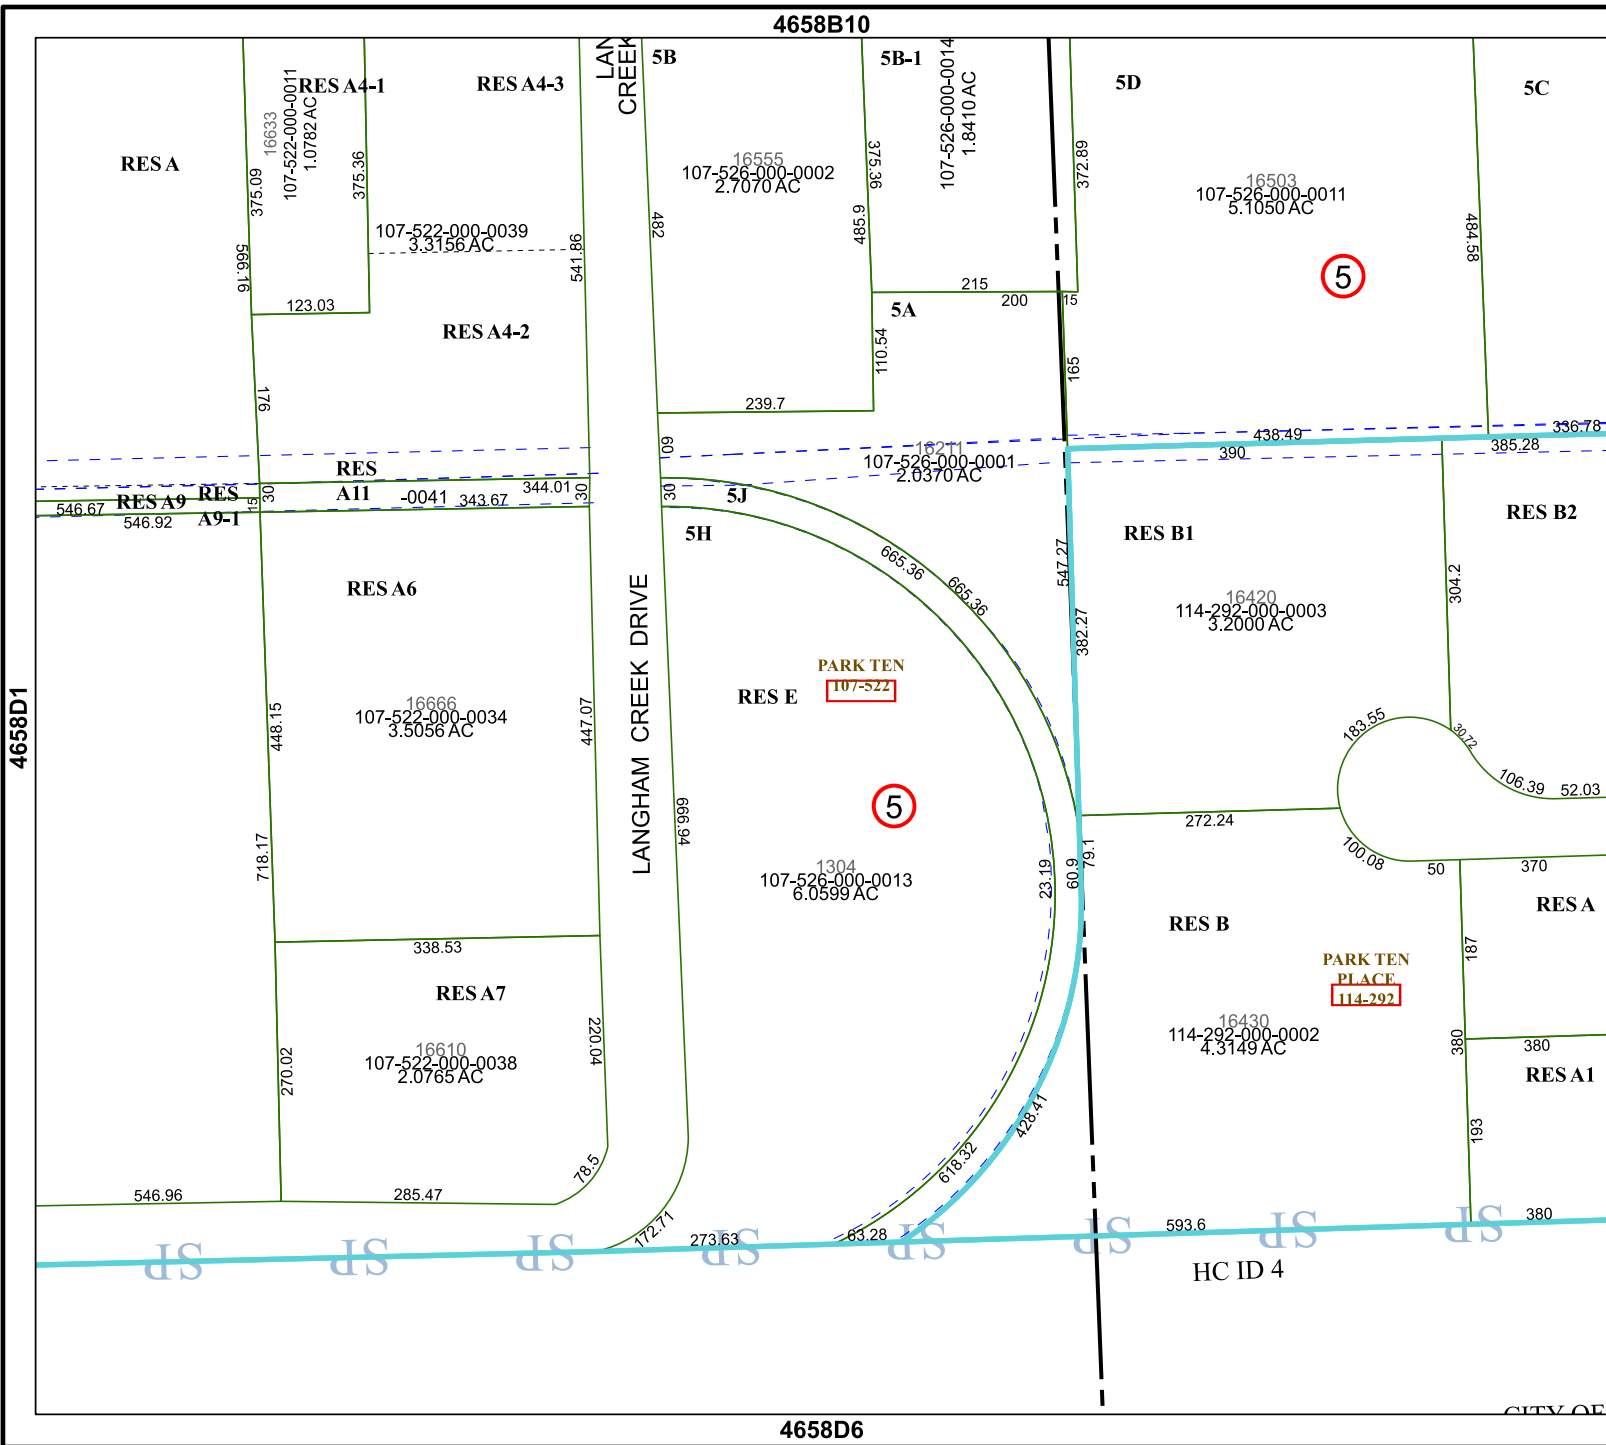 4658B10
4658D1
4658D6
RES A
RES A4-1
RES A4-3
16633
107-522-000-0011
1.0782 AC
375.09
375.36
566.16
123.03
107-522-000-0039
3.3156 AC
541.86
RES A4-2
176
LAN
CREEK
5B
482
16555
107-526-000-0002
2.7070 AC
5B-1
107-526-000-0014
1.8410 AC
375.36
485.9
215
200
15
5A
110.54
239.7
372.89
165
5D
16503
107-526-000-0011
5.1050 AC
5
484.58
5C
438.49
390
336.78
385.28
60
16211
107-526-000-0001
2.0370 AC
RES
A11
-0041
344.01
343.67
30
30
30
15
RES A9
RES
A9-1
546.67
546.92
5J
5H
665.36
665.36
547.27
382.27
RES B1
16420
114-292-000-0003
3.2000 AC
RES B2
304.2
RES A6
16666
107-522-000-0034
3.5056 AC
448.15
447.07
718.17
338.53
LANGHAM CREEK DRIVE
666.94
RES E
PARK TEN
107-522
5
1304
107-526-000-0013
6.0599 AC
23.19
60.9
79.1
272.24
183.55
30.72
106.39
52.03
100.08
50
370
RES A
RES B
187
PARK TEN
PLACE
114-292
16430
114-292-000-0002
4.3149 AC
380
380
RES A1
193
RES A7
16610
107-522-000-0038
2.0765 AC
270.02
220.04
78.5
546.96
285.47
172.71
273.63
63.28
618.32
428.41
593.6
380
SP SP SP SP SP SP SP SP
HC ID 4
CITY OF